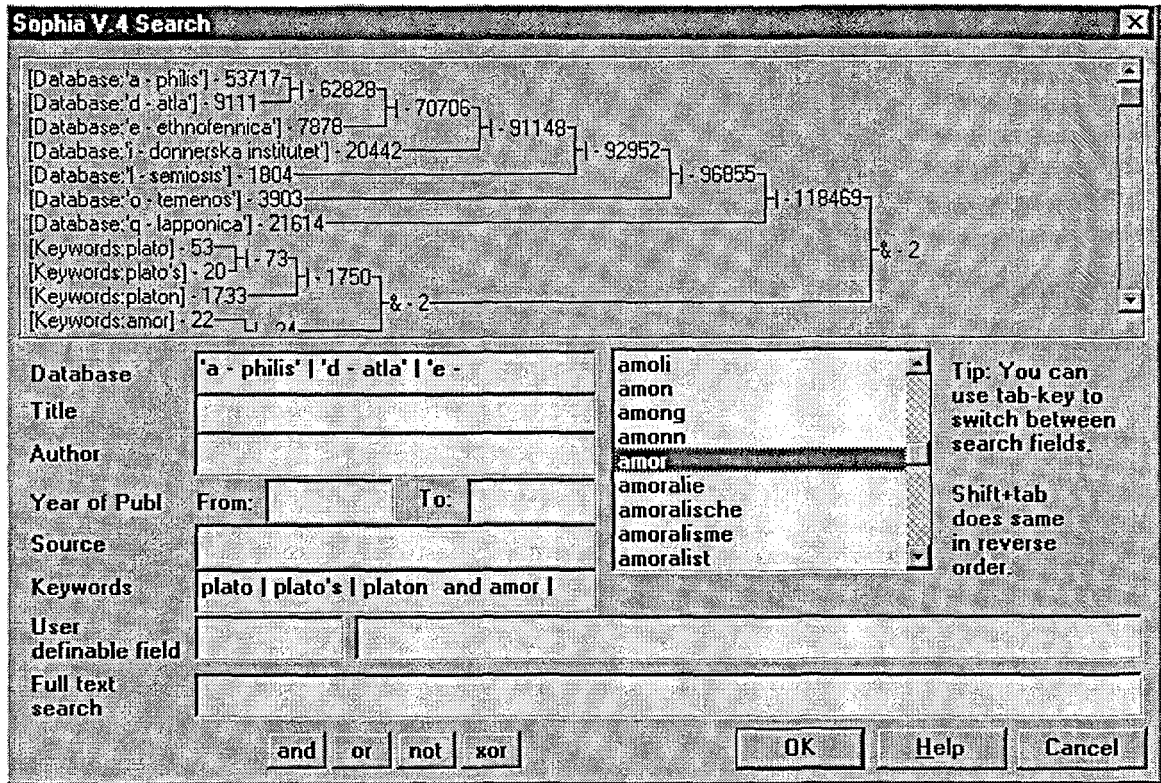 Sophia V.4 Search
[Database:'a - philis'] - 53717
[Database:'d - atla'] - 9111
| - 62828
[Database:'e - ethnofennica'] - 7878
| - 70706
[Database:'i - donnerska institutet'] - 20442
| - 91148
[Database:'l - semiosis'] - 1804
| - 92952
[Database:'o - temenos'] - 3903
| - 96855
[Database:'q - lapponica'] - 21614
| - 118469
[Keywords:plato] - 53
[Keywords:plato's] - 20
| - 73
[Keywords:platon] - 1733
| - 1750
& - 2
& - 2
[Keywords:amor] - 22
| - 24
Database 'a - philis' | 'd - atla' | 'e -
Title
Author
Year of Publ From: To:
Source
Keywords plato | plato's | platon and amor |
User
definable field
Full text
search
amoli
amon
among
amonn
amor
amoralie
amoralische
amoralisme
amoralist
Tip: You can
use tab-key to
switch between
search fields.
Shift+tab
does same
in reverse
order.
and or not xor OK Help Cancel